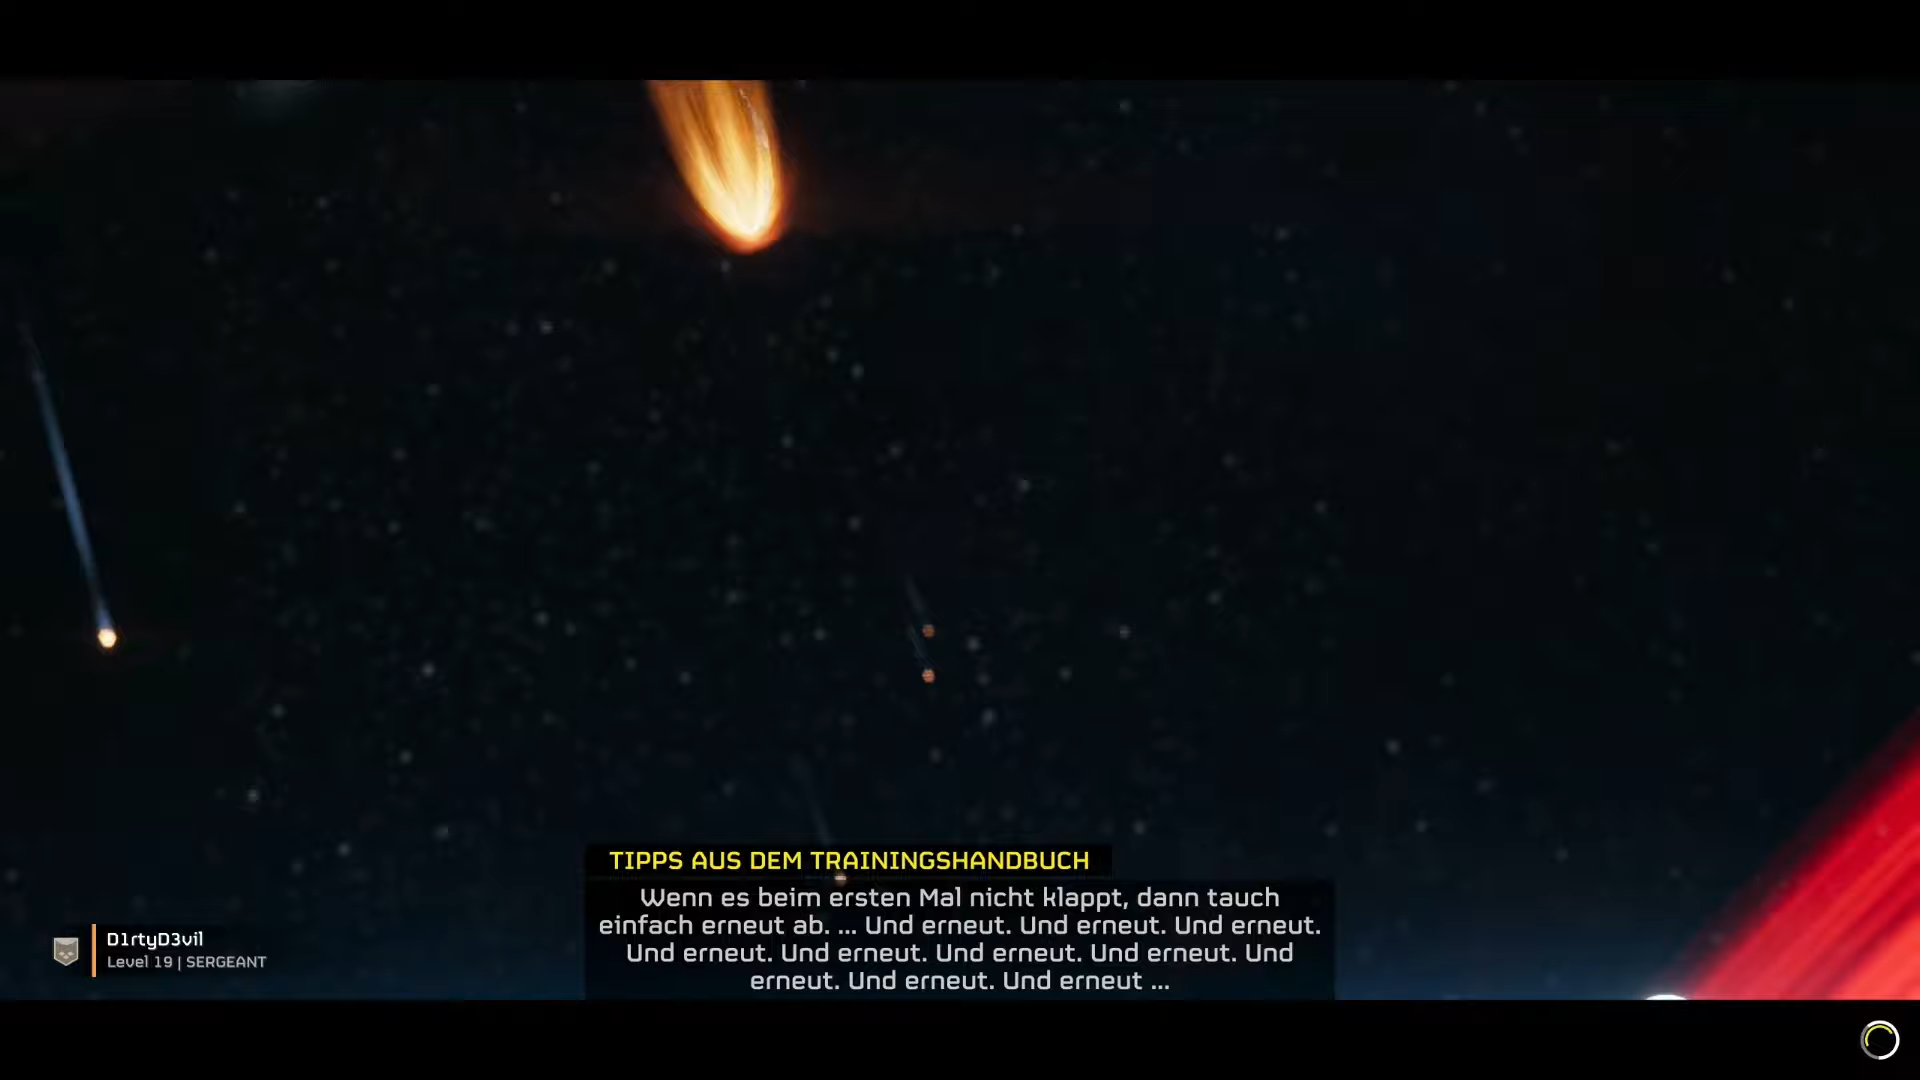 TIPPS AUS DEM TRAININGSHANDBUCH
Wenn es beim ersten Mal nicht klappt, dann tauch
einfach erneut ab. ... Und erneut. Und erneut. Und erneut.
Und erneut. Und erneut. Und erneut. Und erneut. Und
erneut. Und erneut. Und erneut ...
D1rtyD3vil
Level 19 | SERGEANT